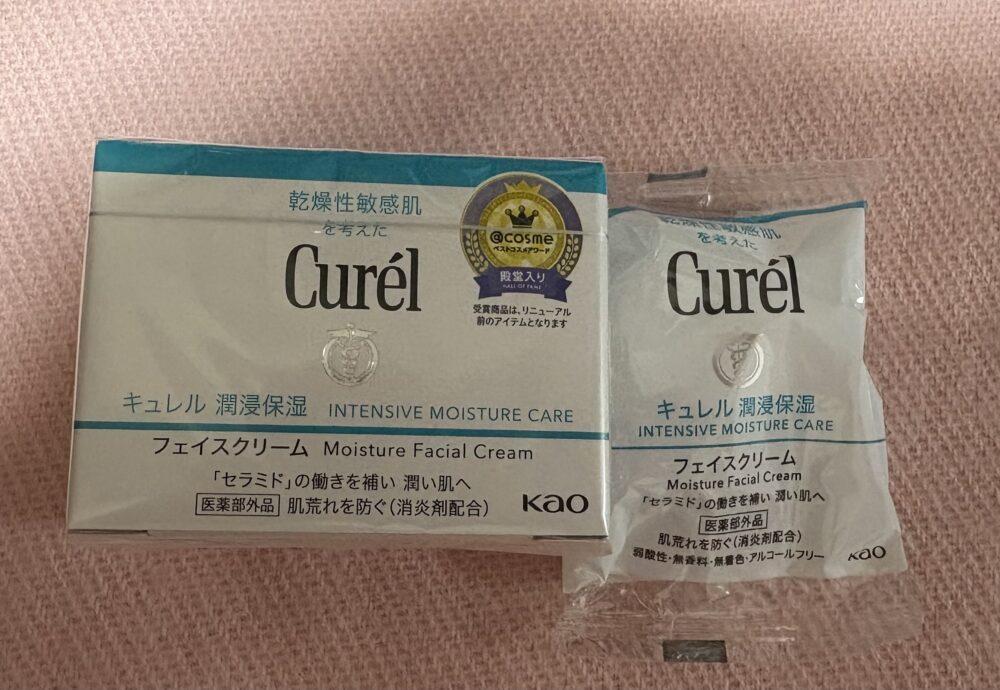 乾燥性敏感肌
を考えた
Curél
@cosme
ベストコスメアワード
殿堂入り
HALL OF FAME
受賞商品は、リニューアル
前のアイテムとなります
キュレル 潤浸保湿 INTENSIVE MOISTURE CARE
フェイスクリーム Moisture Facial Cream
「セラミド」の働きを補い 潤い肌へ
医薬部外品 肌荒れを防ぐ(消炎剤配合)
Kao
乾燥性敏感肌
を考えた
Curél
キュレル 潤浸保湿
INTENSIVE MOISTURE CARE
フェイスクリーム
Moisture Facial Cream
「セラミド」の働きを補い 潤い肌へ
医薬部外品
肌荒れを防ぐ(消炎剤配合)
弱酸性・無香料・無着色・アルコールフリー
Kao